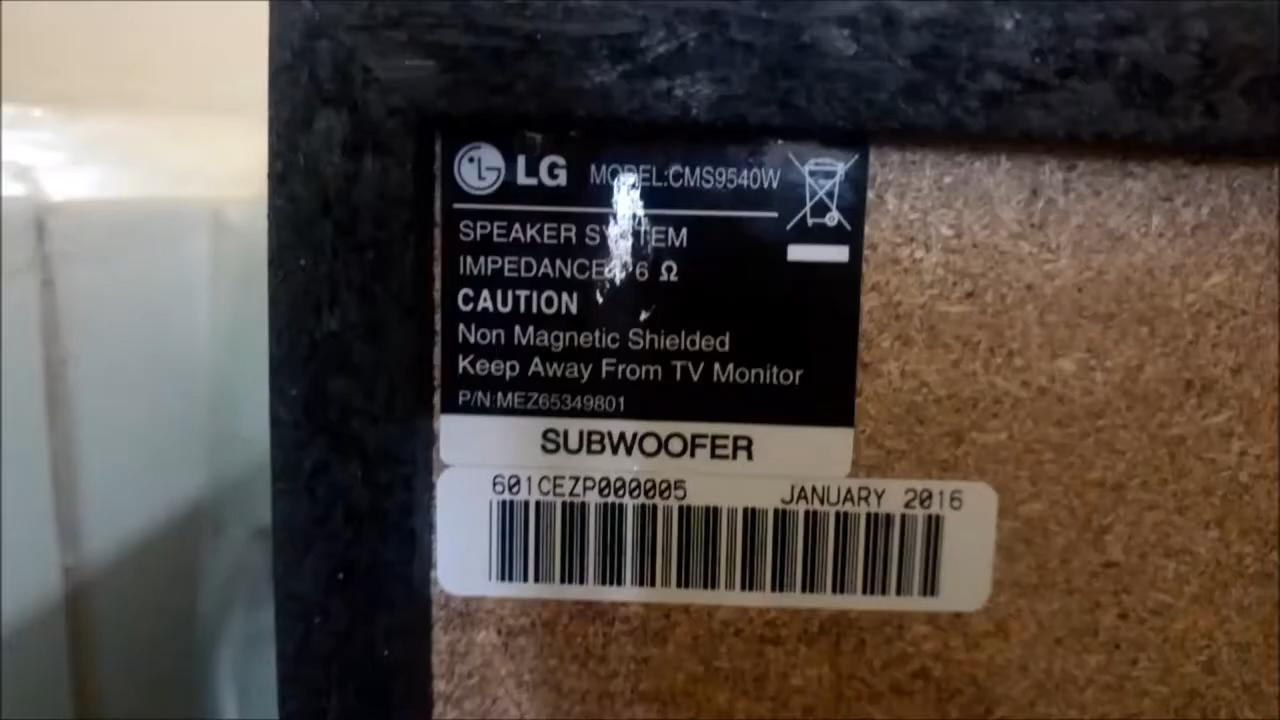 LG MODEL:CMS9540W
SPEAKER SYSTEM
IMPEDANCE: 6 Ω
CAUTION
Non Magnetic Shielded
Keep Away From TV Monitor
P/N:MEZ65349801
SUBWOOFER
601CEZP000005 JANUARY 2016